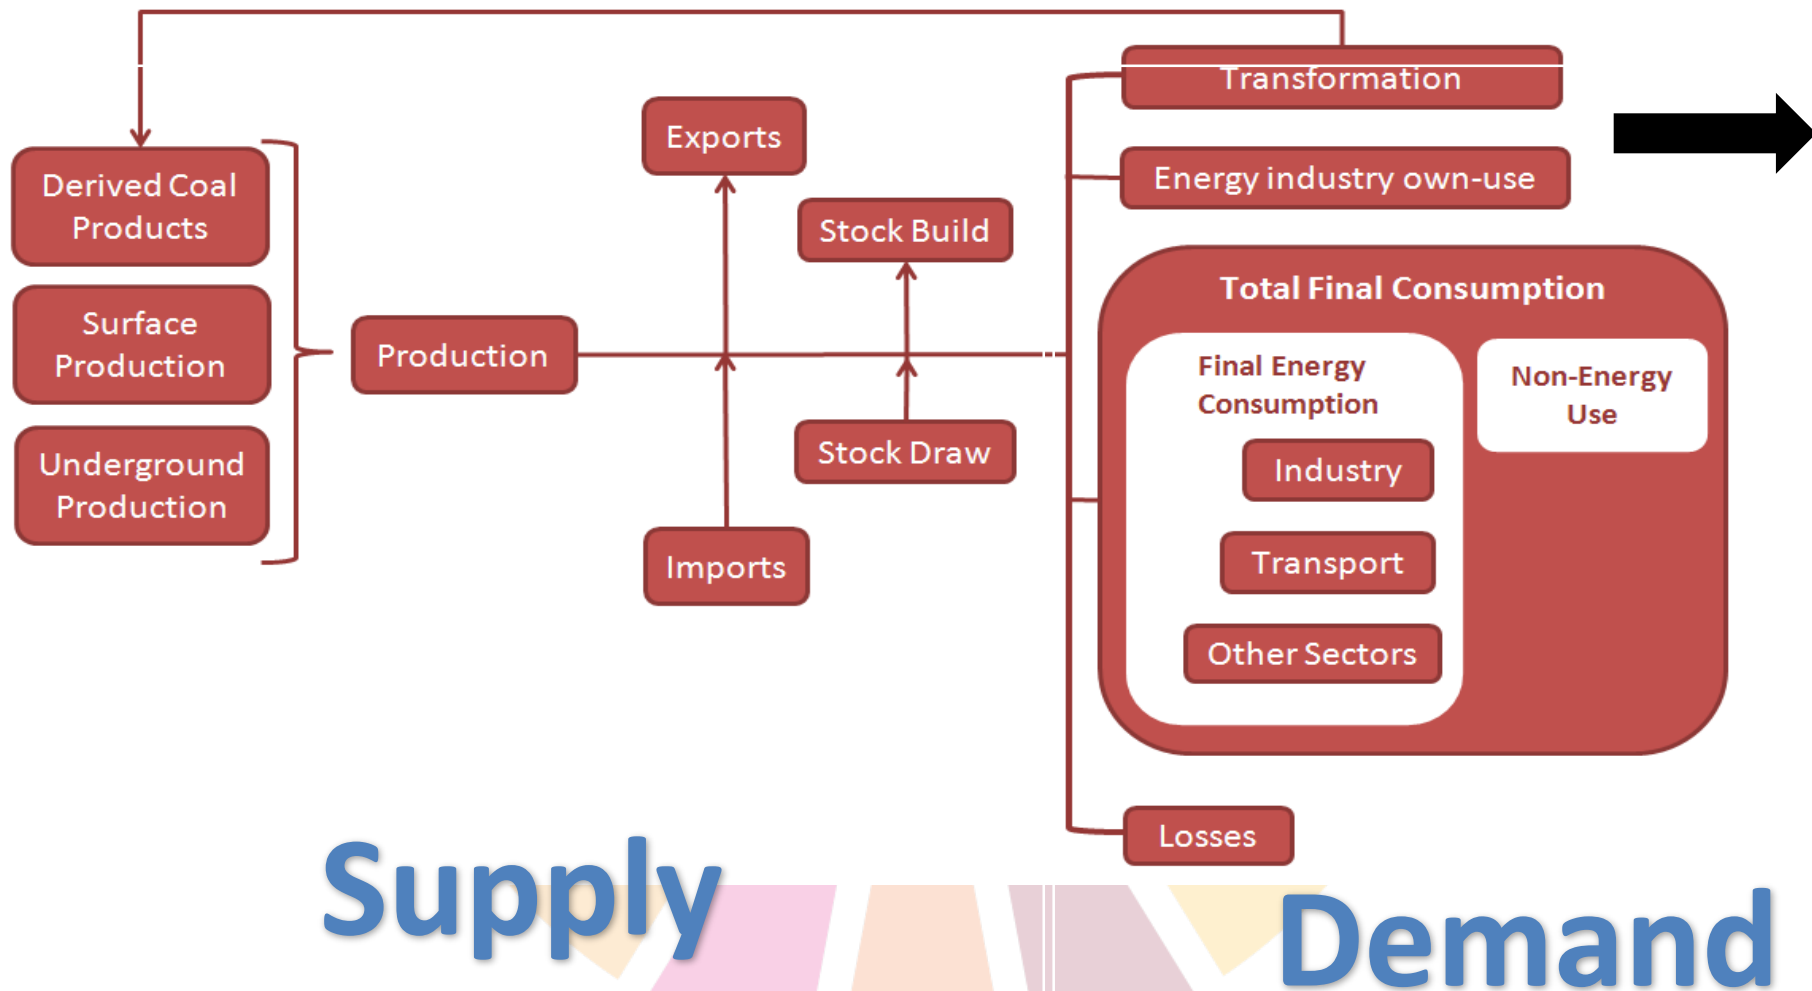 Transformation
Exports
Energy industry own-use
Derived Coal
Products
Stock Build
Total Final Consumption
Surface
Production
Production
Final Energy
Consumption
Non-Energy
Use
Underground
Production
Stock Draw
Industry
Imports
Transport
Other Sectors
Losses
Supply
Demand